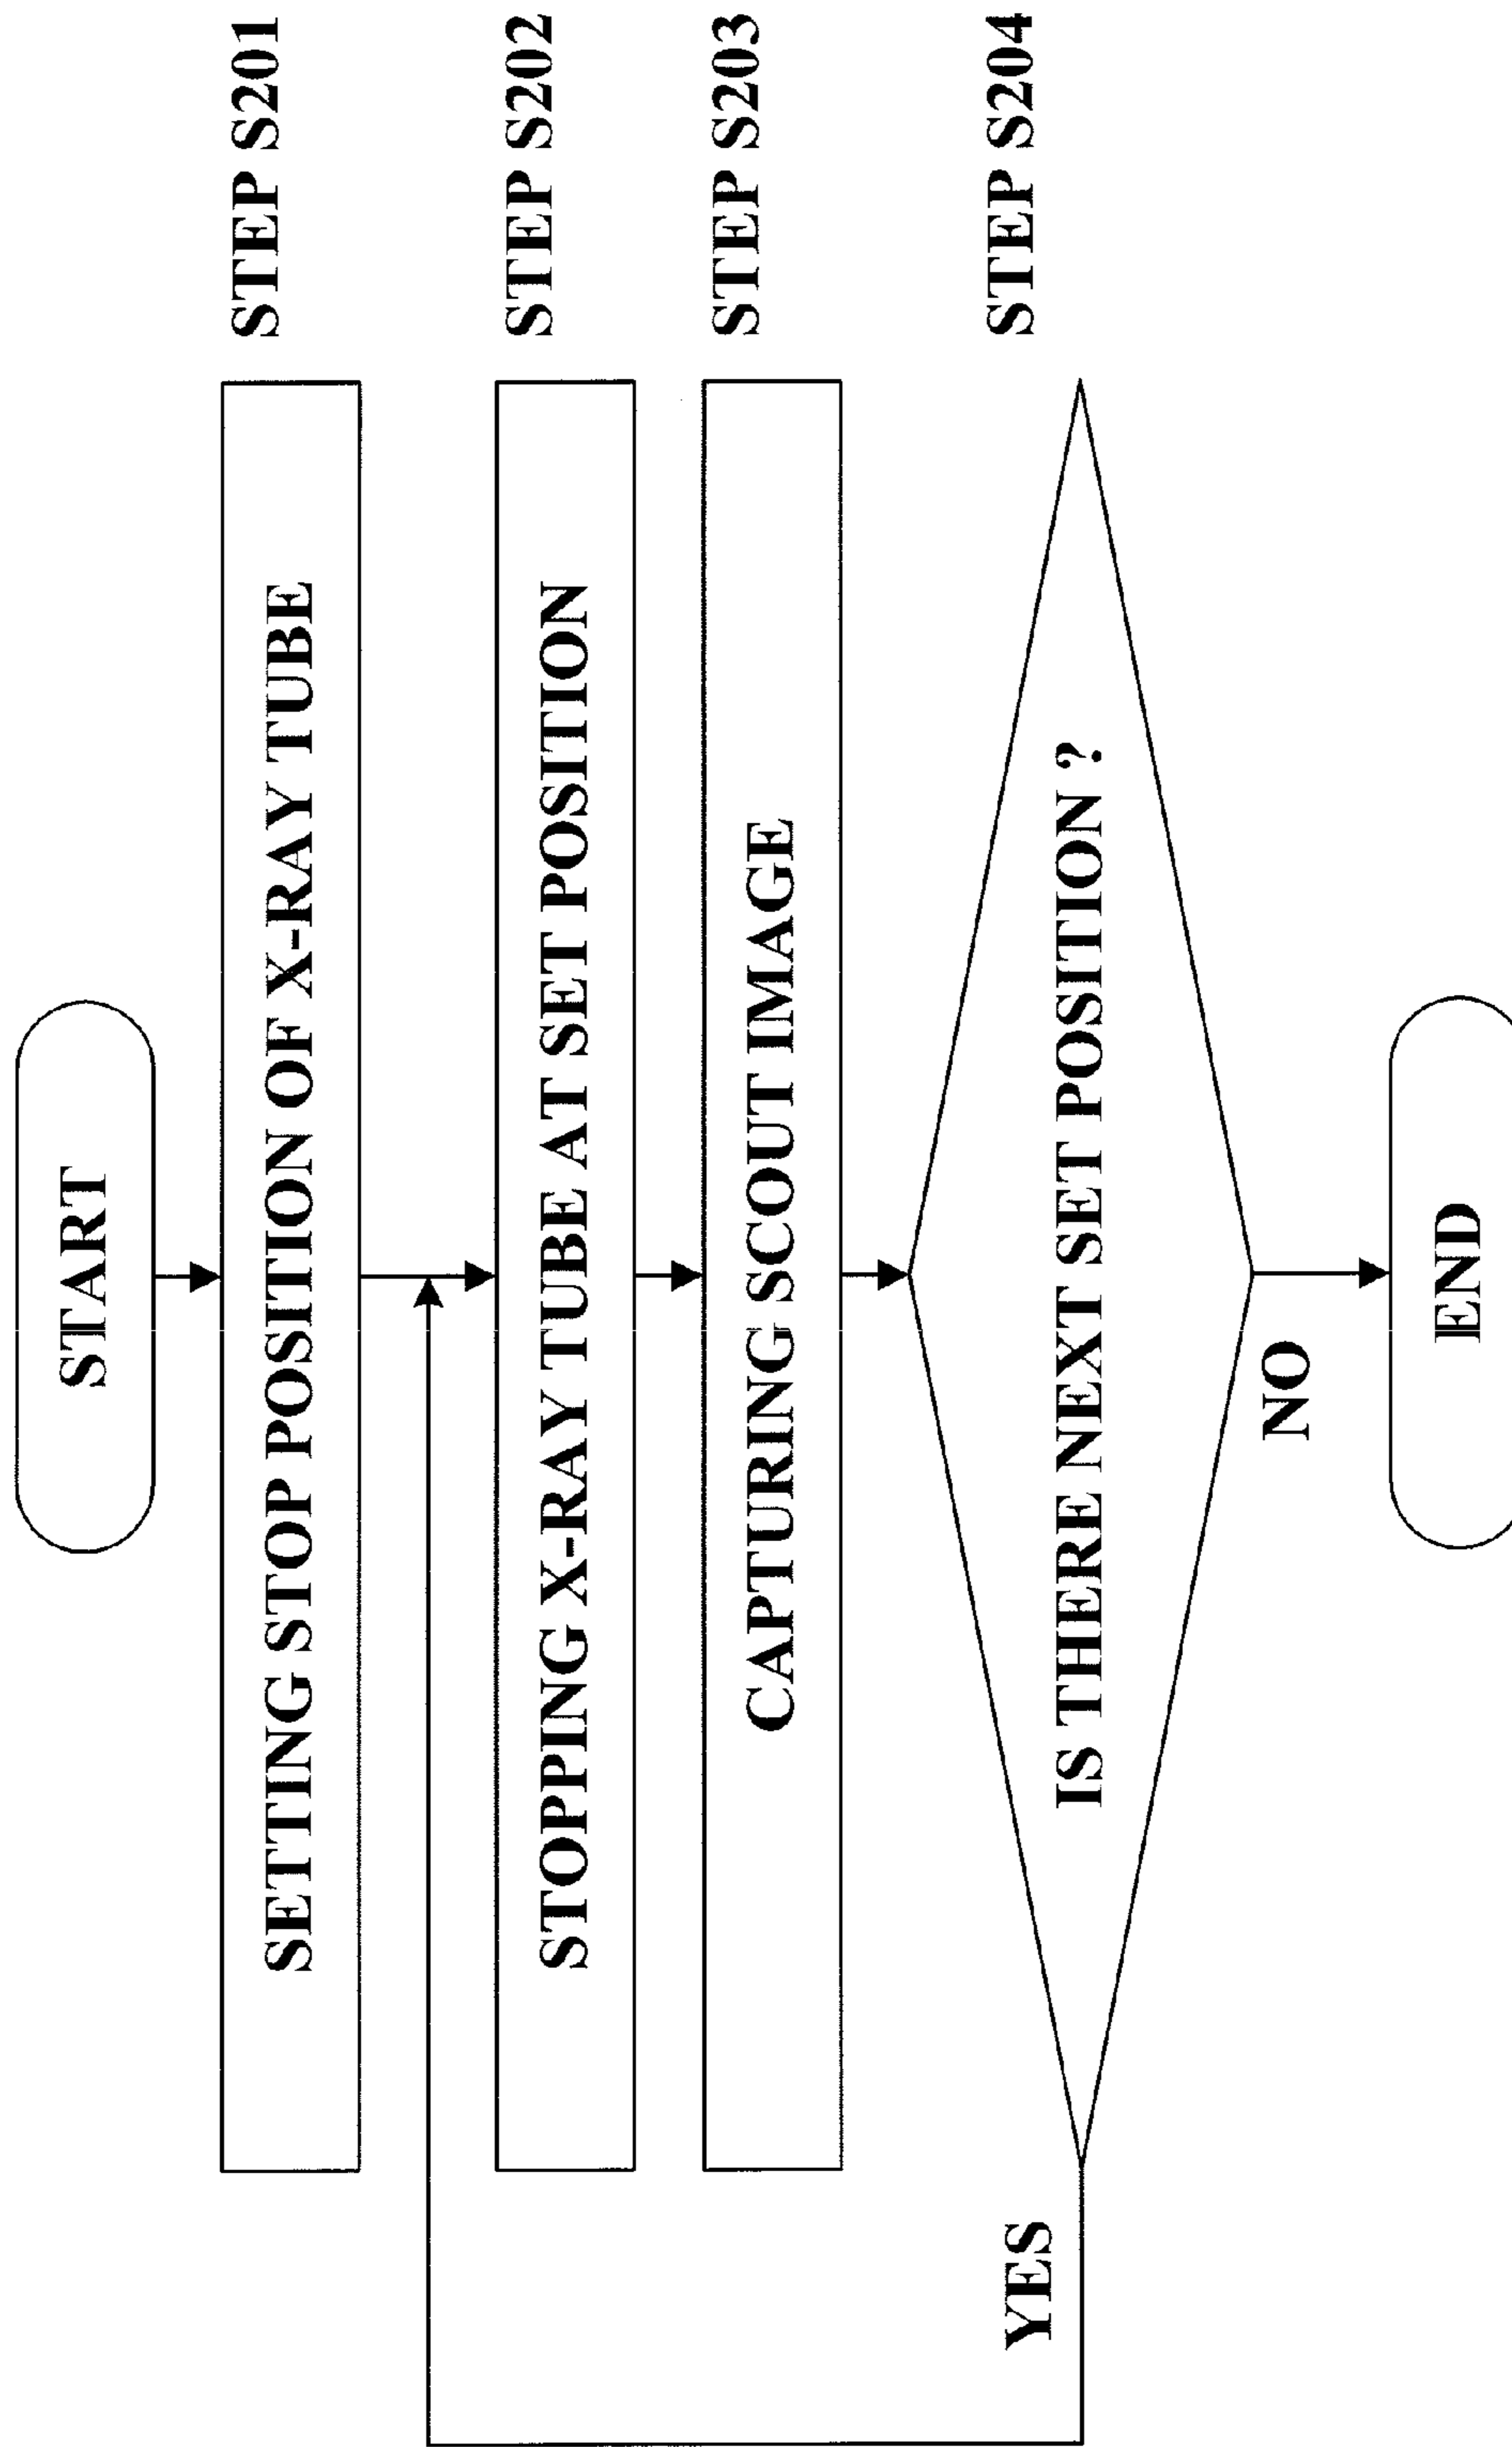 START
SETTING STOP POSITION OF X-RAY TUBE
STEP S201
STOPPING X-RAY TUBE AT SET POSITION
STEP S202
CAPTURING SCOUT IMAGE
STEP S203
IS THERE NEXT SET POSITION ?
STEP S204
YES
NO
END